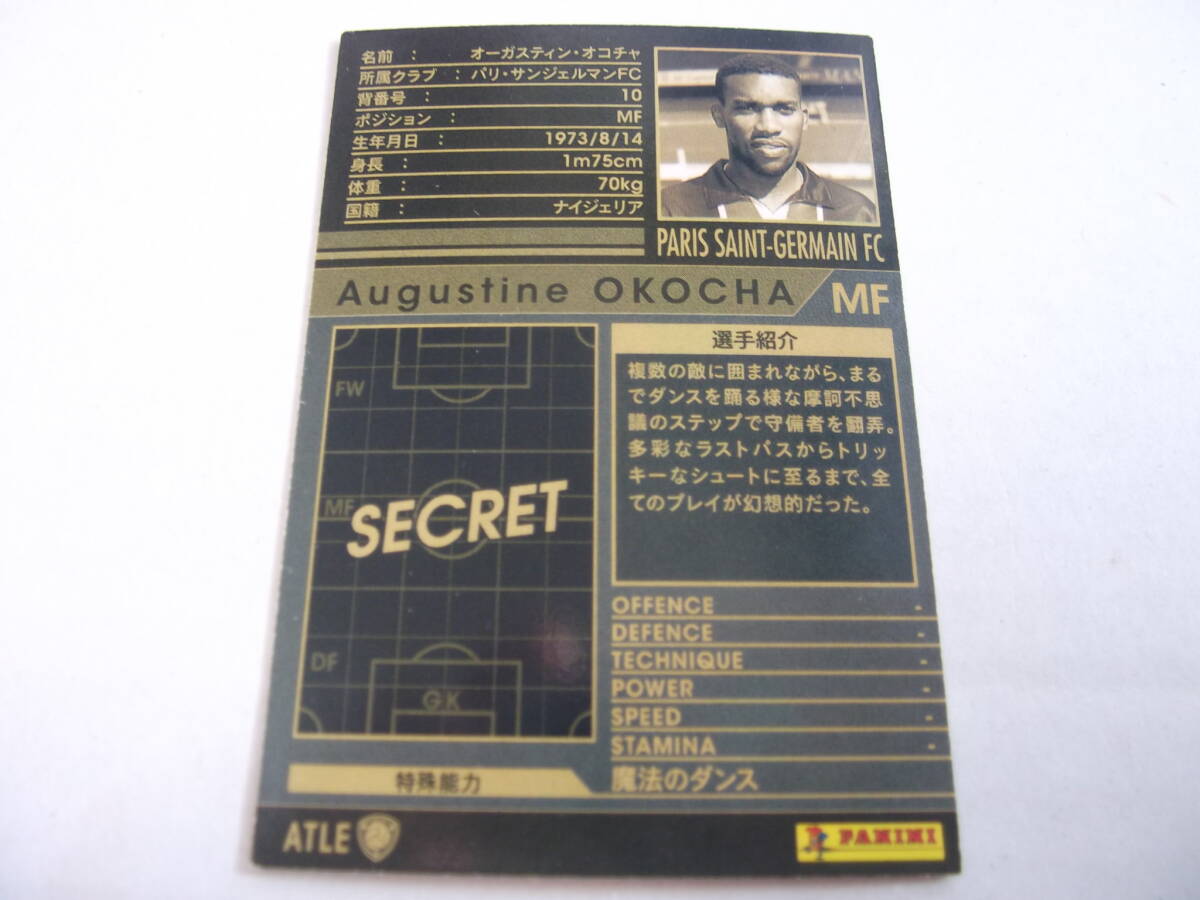 名前 : オーガスティン・オコチャ
所属クラブ : パリ・サンジェルマンFC
背番号 : 10
ポジション : MF
生年月日 : 1973/8/14
身長 : 1m75cm
体重 : 70kg
国籍 : ナイジェリア
PARIS SAINT-GERMAIN FC
Augustine OKOCHA MF
FW
MF
SECRET
DF
GK
選手紹介
複数の敵に囲まれながら、まる
でダンスを踊る様な摩訶不思
議のステップで守備者を翻弄。
多彩なラストパスからトリッ
キーなシュートに至るまで、全
てのプレイが幻想的だった。
OFFENCE -
DEFENCE -
TECHNIQUE -
POWER -
SPEED -
STAMINA -
特殊能力 魔法のダンス
ATLE
PANINI